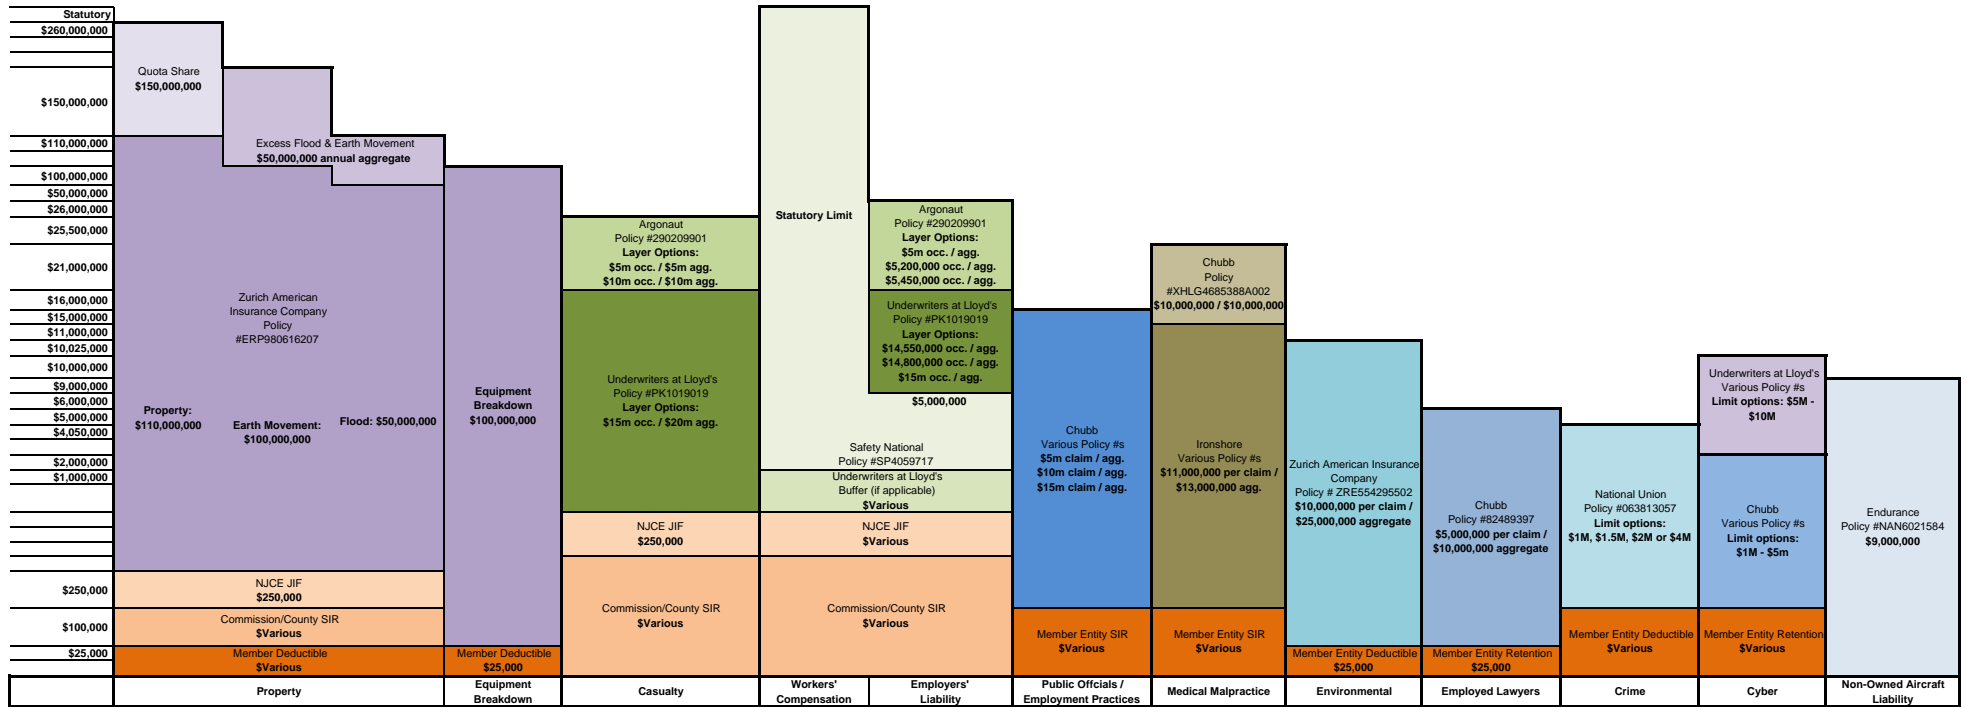 Statutory
$260,000,000
$150,000,000
$110,000,000
$100,000,000
$50,000,000
$26,000,000
$25,500,000
$21,000,000
$16,000,000
$15,000,000
$11,000,000
$10,025,000
$10,000,000
$9,000,000
$6,000,000
$5,000,000
$4,050,000
$2,000,000
$1,000,000
$250,000
$100,000
$25,000
Quota Share
$150,000,000
Excess Flood & Earth Movement
$50,000,000 annual aggregate
Zurich American
Insurance Company
Policy
#ERP980616207
Property:
$110,000,000
Earth Movement:
$100,000,000
Flood: $50,000,000
NJCE JIF
$250,000
Commission/County SIR
$Various
Member Deductible
$Various
Property
Equipment
Breakdown
$100,000,000
Member Deductible
$25,000
Equipment
Breakdown
Argonaut
Policy #290209901
Layer Options:
$5m occ. / $5m agg.
$10m occ. / $10m agg.
Underwriters at Lloyd's
Policy #PK1019019
Layer Options:
$15m occ. / $20m agg.
NJCE JIF
$250,000
Commission/County SIR
$Various
Casualty
Statutory Limit
Argonaut
Policy #290209901
Layer Options:
$5m occ. / agg.
$5,200,000 occ. / agg.
$5,450,000 occ. / agg.
Underwriters at Lloyd's
Policy #PK1019019
Layer Options:
$14,550,000 occ. / agg.
$14,800,000 occ. / agg.
$15m occ. / agg.
$5,000,000
Safety National
Policy #SP4059717
Underwriters at Lloyd's
Buffer (if applicable)
$Various
NJCE JIF
$Various
Commission/County SIR
$Various
Workers'
Compensation
Employers'
Liability
Chubb
Various Policy #s
$5m claim / agg.
$10m claim / agg.
$15m claim / agg.
Member Entity SIR
$Various
Public Offcials /
Employment Practices
Chubb
Policy
#XHLG4685388A002
$10,000,000 / $10,000,000
Ironshore
Various Policy #s
$11,000,000 per claim /
$13,000,000 agg.
Member Entity SIR
$Various
Medical Malpractice
Zurich American Insurance
Company
Policy # ZRE554295502
$10,000,000 per claim /
$25,000,000 aggregate
Member Entity Deductible
$25,000
Environmental
Chubb
Policy #82489397
$5,000,000 per claim /
$10,000,000 aggregate
Member Entity Retention
$25,000
Employed Lawyers
National Union
Policy #063813057
Limit options:
$1M, $1.5M, $2M or $4M
Member Entity Deductible
$Various
Crime
Underwriters at Lloyd's
Various Policy #s
Limit options: $5M -
$10M
Chubb
Various Policy #s
Limit options:
$1M - $5m
Member Entity Retention
$Various
Cyber
Endurance
Policy #NAN6021584
$9,000,000
Non-Owned Aircraft
Liability